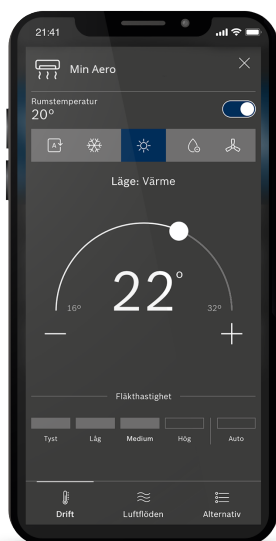 21:41
Min Aero
Rumstemperatur
20°
A
Läge: Värme
22°
16° 32°
Fläkthastighet
Tyst Låg Medium Hög Auto
Drift Luftflöden Alternativ